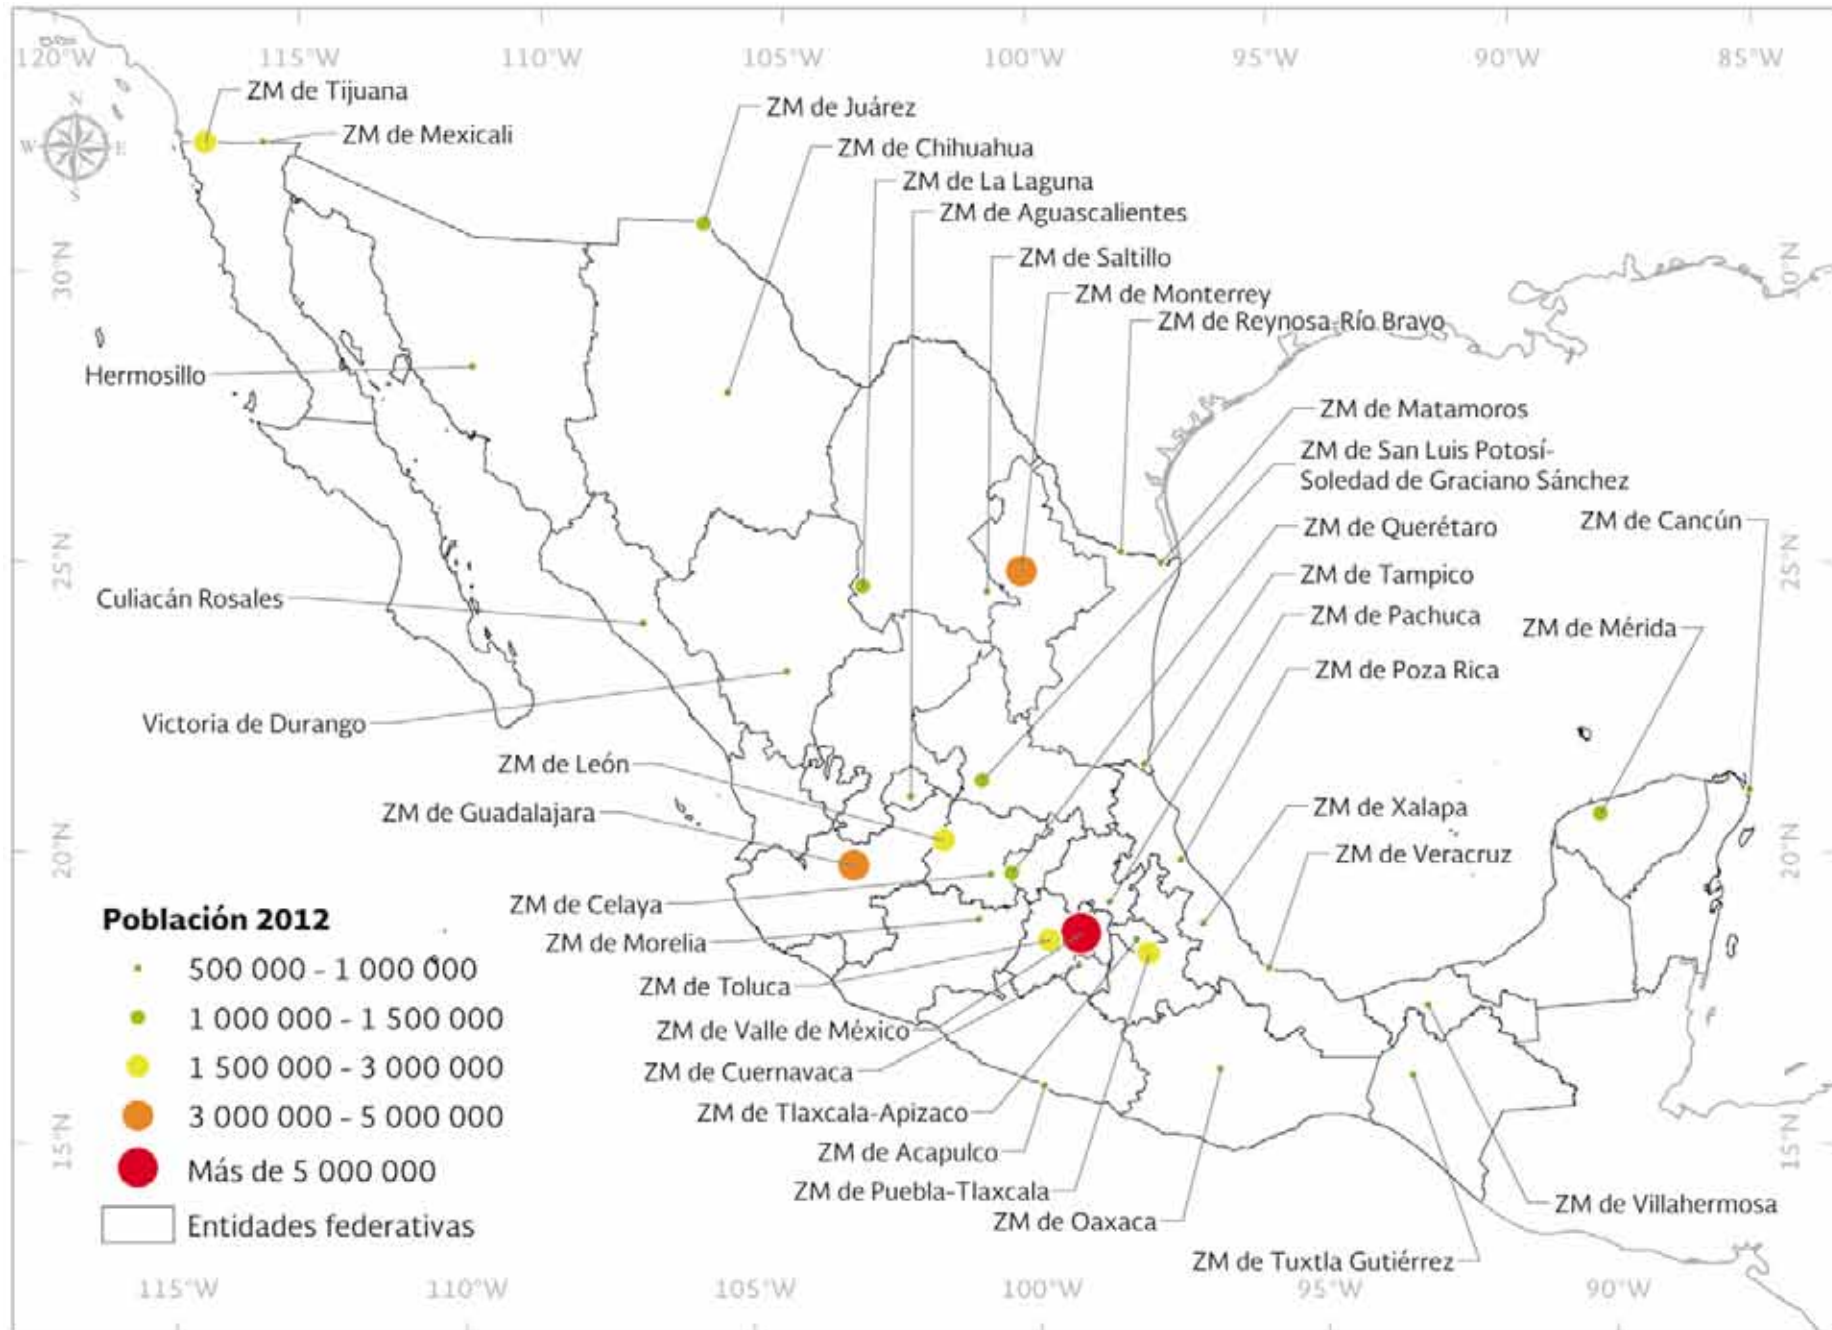 120°W
115°W
110°W
105°W
100°W
95°W
90°W
85°W
ZM de Tijuana
ZM de Mexicali
ZM de Juárez
ZM de Chihuahua
ZM de La Laguna
ZM de Aguascalientes
ZM de Saltillo
ZM de Monterrey
ZM de Reynosa-Río Bravo
N
W
E
S
30°N
30°N
Hermosillo
ZM de Matamoros
ZM de San Luis Potosí-
Soledad de Graciano Sánchez
ZM de Querétaro
ZM de Cancún
25°N
25°N
ZM de Tampico
Culiacán Rosales
ZM de Pachuca
ZM de Mérida
ZM de Poza Rica
Victoria de Durango
ZM de León
ZM de Guadalajara
ZM de Xalapa
ZM de Veracruz
20°N
20°N
ZM de Celaya
ZM de Morelia
ZM de Toluca
ZM de Valle de México
ZM de Cuernavaca
ZM de Tlaxcala-Apizaco
ZM de Acapulco
ZM de Puebla-Tlaxcala
ZM de Oaxaca
ZM de Villahermosa
ZM de Tuxtla Gutiérrez
Población 2012
500 000 - 1 000 000
1 000 000 - 1 500 000
1 500 000 - 3 000 000
3 000 000 - 5 000 000
Más de 5 000 000
Entidades federativas
15°N
15°N
115°W
110°W
105°W
100°W
95°W
90°W